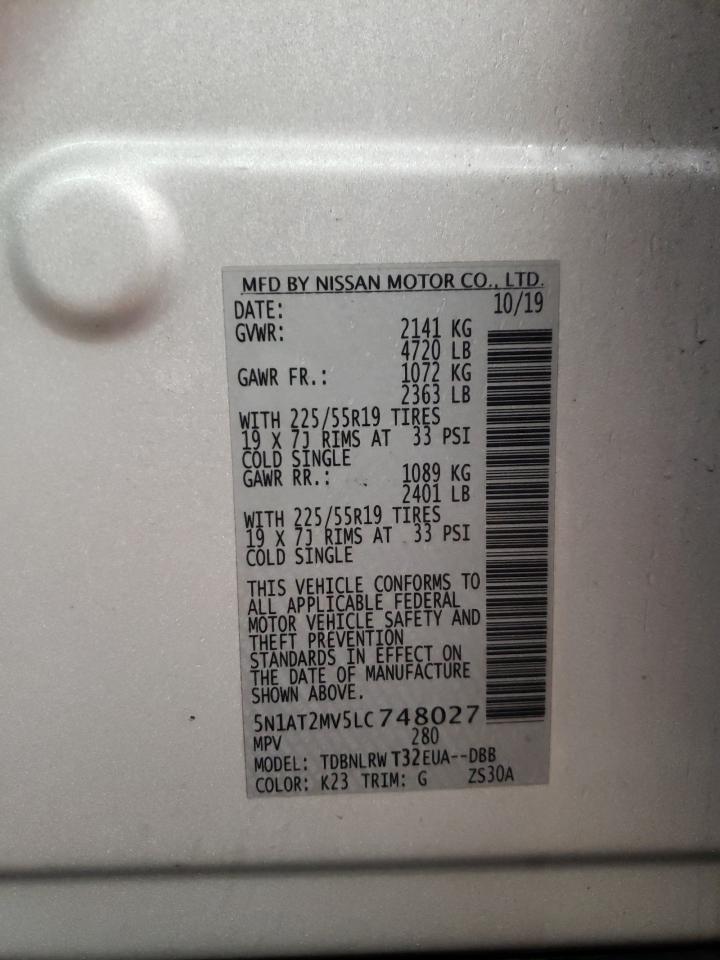 MFD BY NISSAN MOTOR CO., LTD.
DATE: 10/19
GVWR: 2141 KG
4720 LB
GAWR FR.: 1072 KG
2363 LB
WITH 225/55R19 TIRES
19 X 7J RIMS AT 33 PSI
COLD SINGLE
GAWR RR.: 1089 KG
2401 LB
WITH 225/55R19 TIRES
19 X 7J RIMS AT 33 PSI
COLD SINGLE
THIS VEHICLE CONFORMS TO
ALL APPLICABLE FEDERAL
MOTOR VEHICLE SAFETY AND
THEFT PREVENTION
STANDARDS IN EFFECT ON
THE DATE OF MANUFACTURE
SHOWN ABOVE.
5N1AT2MV5LC748027
MPV 280
MODEL: TDBNLRW T32EUA--DBB
COLOR: K23 TRIM: G ZS30A